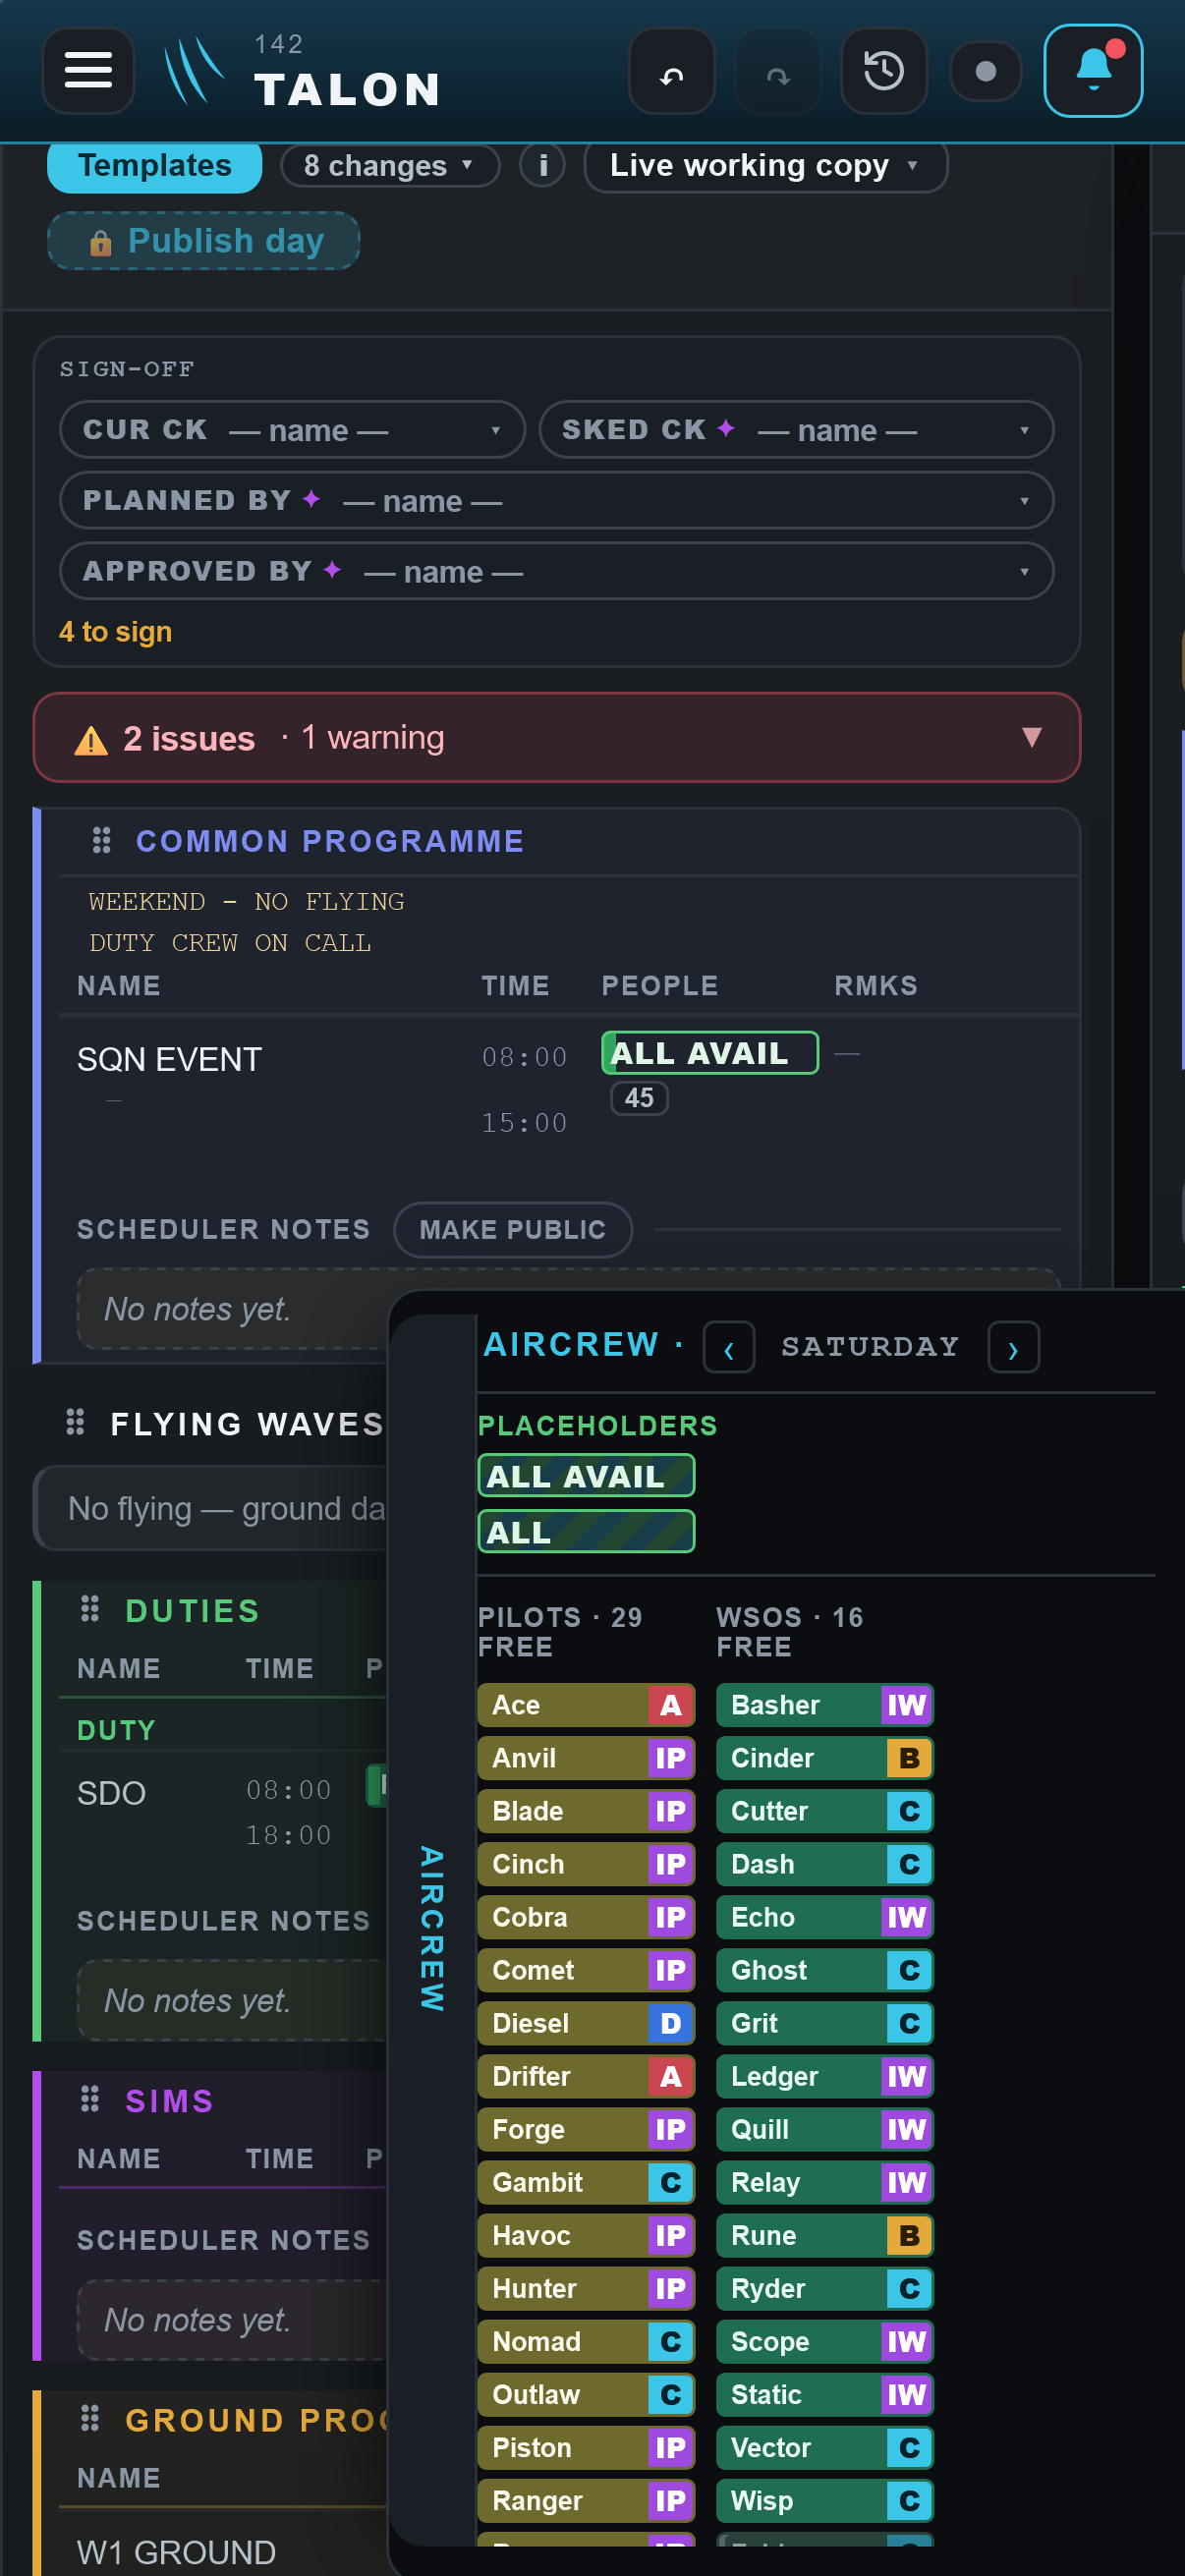 142
TALON
Templates
8 changes
i
Live working copy
Publish day
SIGN-OFF
CUR CK — name —
SKED CK — name —
PLANNED BY — name —
APPROVED BY — name —
4 to sign
2 issues · 1 warning
COMMON PROGRAMME
WEEKEND - NO FLYING
DUTY CREW ON CALL
NAME TIME PEOPLE RMKS
SQN EVENT 08:00 ALL AVAIL —
— 45
15:00
SCHEDULER NOTES MAKE PUBLIC
No notes yet.
FLYING WAVES
No flying — ground da
DUTIES
NAME TIME P
DUTY
SDO 08:00
18:00
SCHEDULER NOTES
No notes yet.
SIMS
NAME TIME P
SCHEDULER NOTES
No notes yet.
GROUND PROG
NAME
W1 GROUND
AIRCREW
AIRCREW · ‹ SATURDAY ›
PLACEHOLDERS
ALL AVAIL
ALL
PILOTS · 29
FREE
WSOS · 16
FREE
Ace A
Anvil IP
Blade IP
Cinch IP
Cobra IP
Comet IP
Diesel D
Drifter A
Forge IP
Gambit C
Havoc IP
Hunter IP
Nomad C
Outlaw C
Piston IP
Ranger IP
Basher IW
Cinder B
Cutter C
Dash C
Echo IW
Ghost C
Grit C
Ledger IW
Quill IW
Relay IW
Rune B
Ryder C
Scope IW
Static IW
Vector C
Wisp C